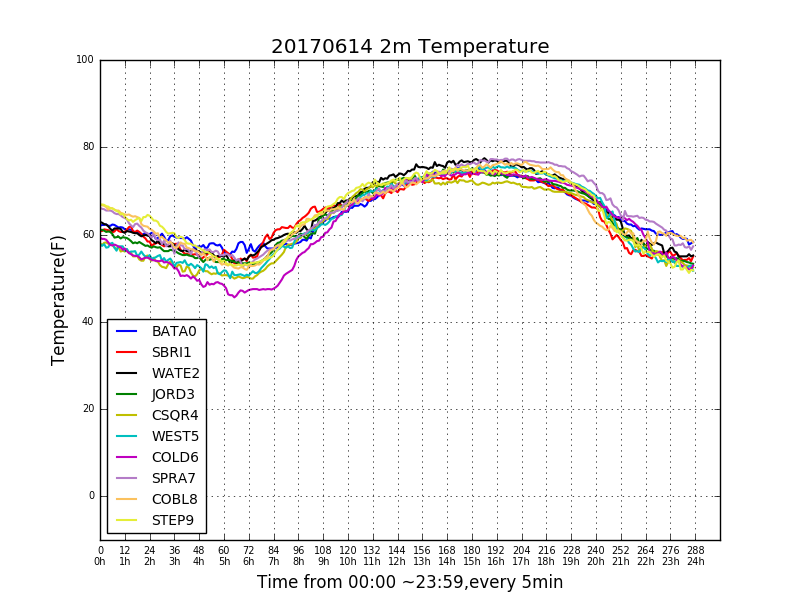 20170614 2m Temperature
100
80
60
40
20
0
Temperature(F)
BATA0
SBRI1
WATE2
JORD3
CSQR4
WEST5
COLD6
SPRA7
COBL8
STEP9
0 12 24 36 48 60 72 84 96 108 120 132 144 156 168 180 192 204 216 228 240 252 264 276 288
0h 1h 2h 3h 4h 5h 6h 7h 8h 9h 10h 11h 12h 13h 14h 15h 16h 17h 18h 19h 20h 21h 22h 23h 24h
Time from 00:00 ~23:59,every 5min